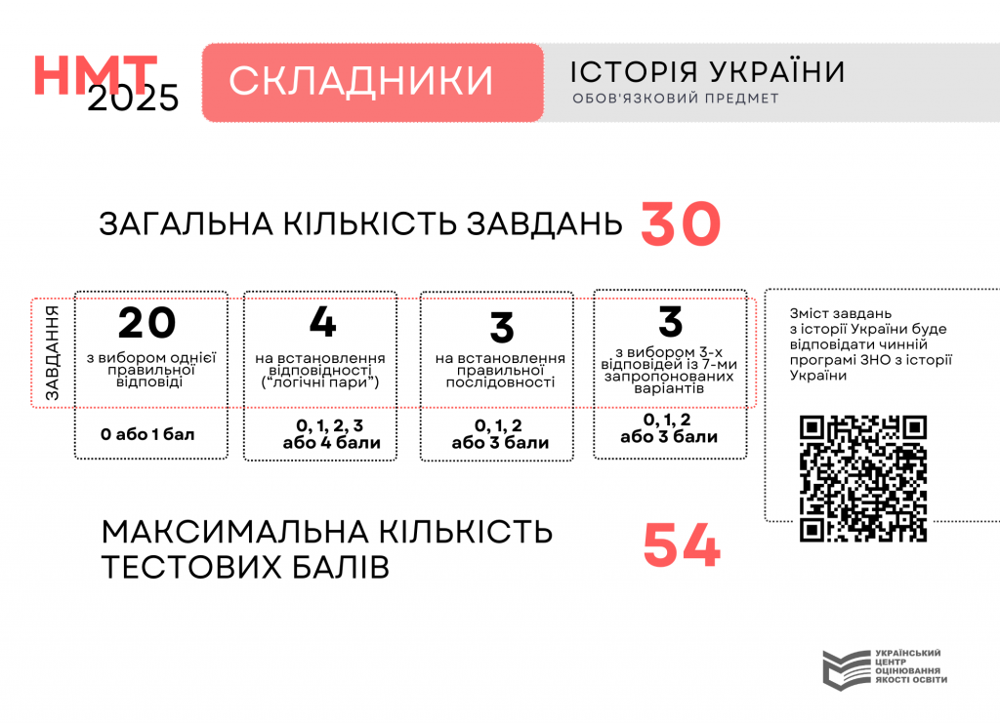 НМТ
2025
СКЛАДНИКИ
ІСТОРІЯ УКРАЇНИ
ОБОВ'ЯЗКОВИЙ ПРЕДМЕТ
ЗАГАЛЬНА КІЛЬКІСТЬ ЗАВДАНЬ 30
ЗАВДАННЯ
20
з вибором однієї
правильної
відповіді
0 або 1 бал
4
на встановлення
відповідності
(“логічні пари”)
0, 1, 2, 3
або 4 бали
3
на встановлення
правильної
послідовності
0, 1, 2
або 3 бали
3
з вибором 3-х
відповідей із 7-ми
запропонованих
варіантів
0, 1, 2
або 3 бали
Зміст завдань
з історії України буде
відповідати чинній
програмі ЗНО з історії
України
МАКСИМАЛЬНА КІЛЬКІСТЬ
ТЕСТОВИХ БАЛІВ
54
УКРАЇНСЬКИЙ
ЦЕНТР
ОЦІНЮВАННЯ
ЯКОСТІ ОСВІТИ